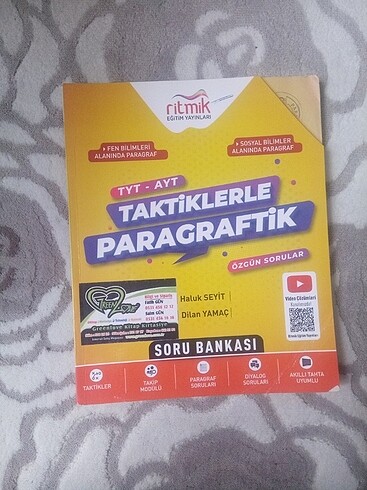 ritmik
EĞİTİM YAYINLARI
FEN BİLİMLERİ
ALANINDA PARAGRAF
SOSYAL BİLİMLER
ALANINDA PARAGRAF
TYT - AYT
TAKTİKLERLE
PARAGRAFTİK
ÖZGÜN SORULAR
Haluk SEYİT
Dilan YAMAÇ
Video Çözümleri
SORU BANKASI
TAKTİKLER
TAKİP
MODÜLÜ
PARAGRAF
SORULARI
DİYALOG
SORULARI
AKILLI TAHTA
UYUMLU